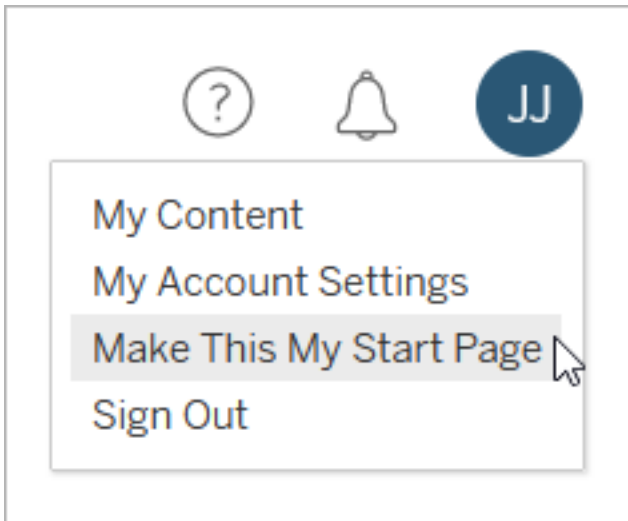 ?
JJ
My Content
My Account Settings
Make This My Start Page
Sign Out